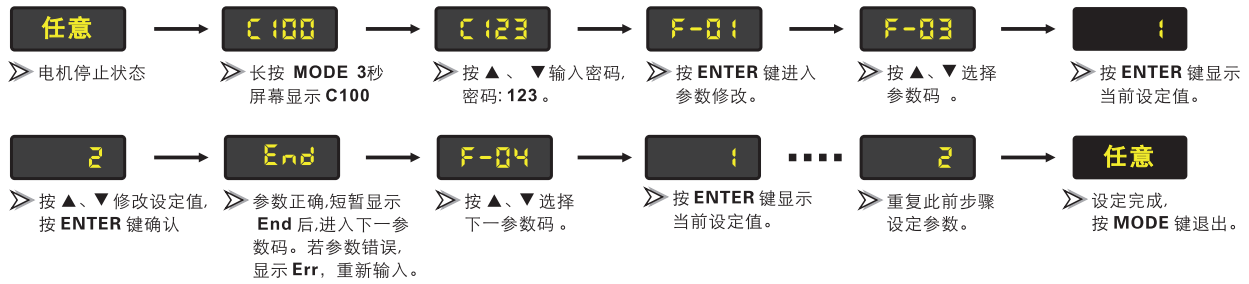 任意
C100
C123
F-01
F-03
1
电机停止状态
长按 MODE 3秒
屏幕显示 C100
按▲、▼输入密码,
密码: 123 。
按 ENTER 键进入
参数修改。
按▲、▼选择
参数码 。
按 ENTER 键显示
当前设定值。
2
End
F-04
1
2
任意
按▲、▼修改设定值,
按 ENTER 键确认
参数正确,短暂显示
End 后,进入下一参
数码。若参数错误,
显示 Err，重新输入。
按▲、▼ 选择
下一参数码 。
按 ENTER 键显示
当前设定值。
重复此前步骤
设定参数。
设定完成,
按 MODE 键退出。